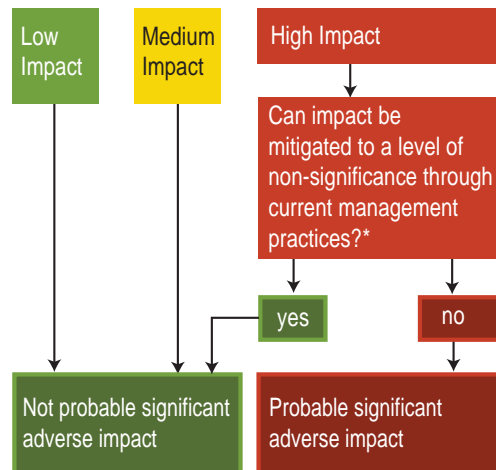 Low
Impact
Medium
Impact
High Impact
Can impact be
mitigated to a level of
non-significance through
current management
practices?*
yes
no
Not probable significant
adverse impact
Probable significant
adverse impact